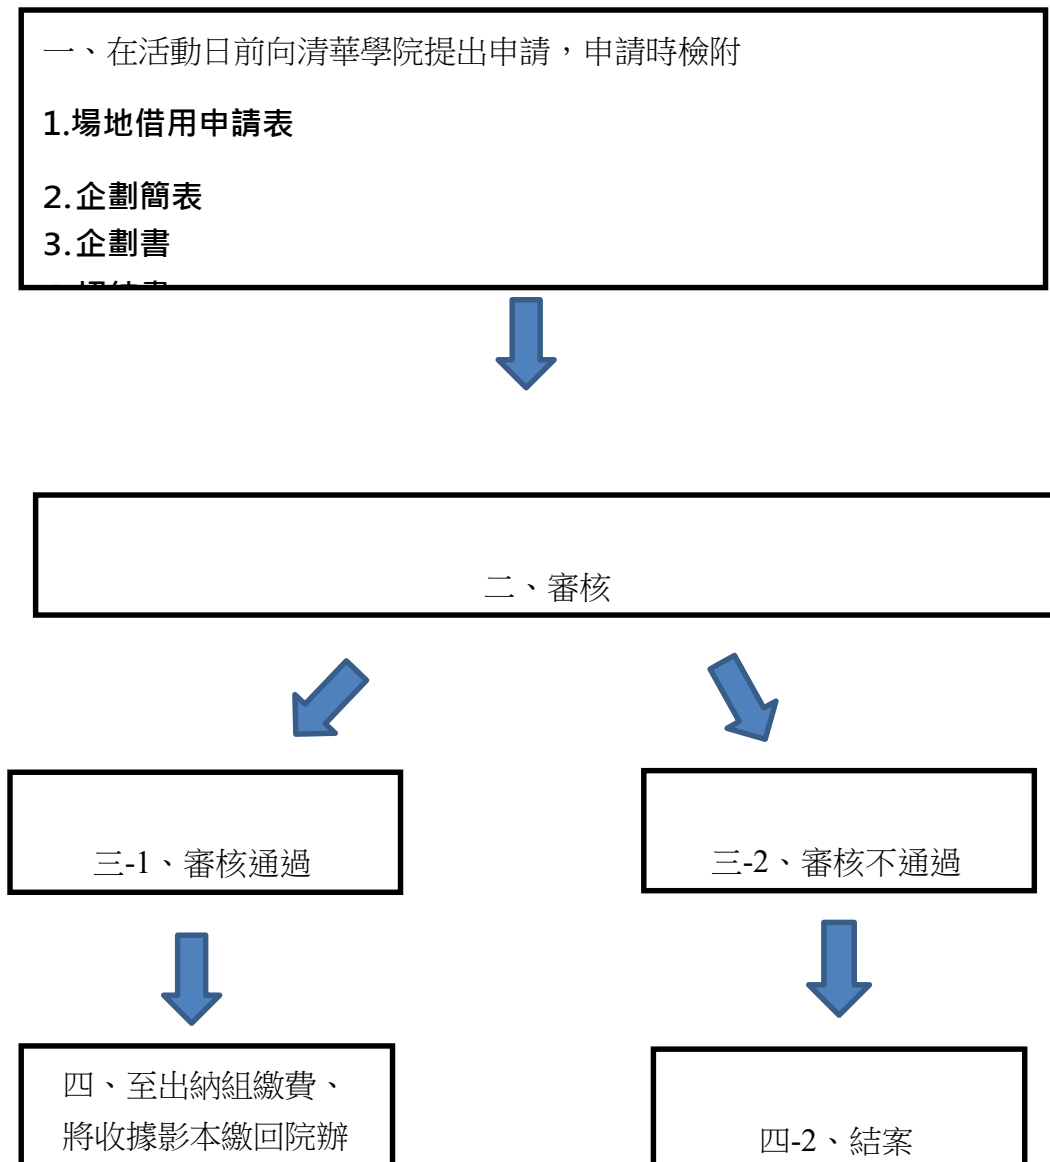 一、在活動日前向清華學院提出申請，申請時檢附
1.場地借用申請表
2.企劃簡表
3.企劃書
二、審核
三-1、審核通過
三-2、審核不通過
四、至出納組繳費、
將收據影本繳回院辦
四-2、結案